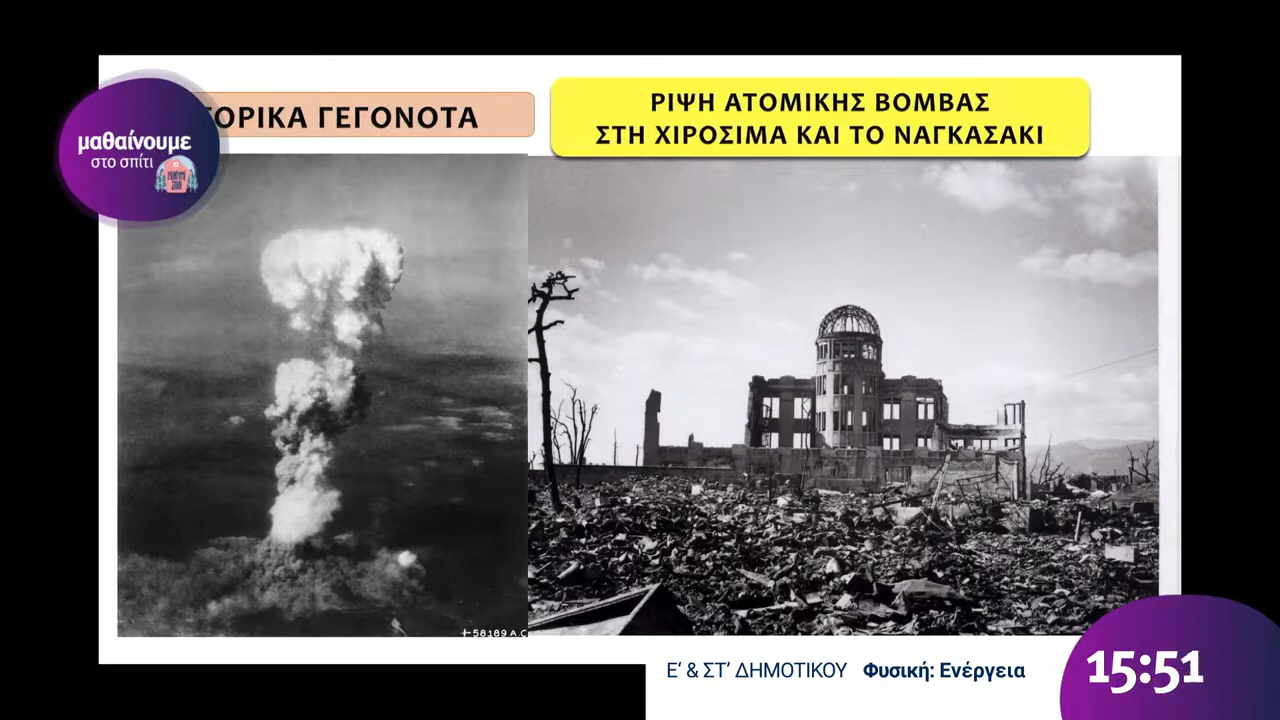 μαθαίνουμε
στο σπίτι
ΤΟΡΙΚΑ ΓΕΓΟΝΟΤΑ
ΡΙΨΗ ΑΤΟΜΙΚΗΣ ΒΟΜΒΑΣ
ΣΤΗ ΧΙΡΟΣΙΜΑ ΚΑΙ ΤΟ ΝΑΓΚΑΣΑΚΙ
58189 A.C
Ε‘ & ΣΤ’ ΔΗΜΟΤΙΚΟΥ Φυσική: Ενέργεια
15:51